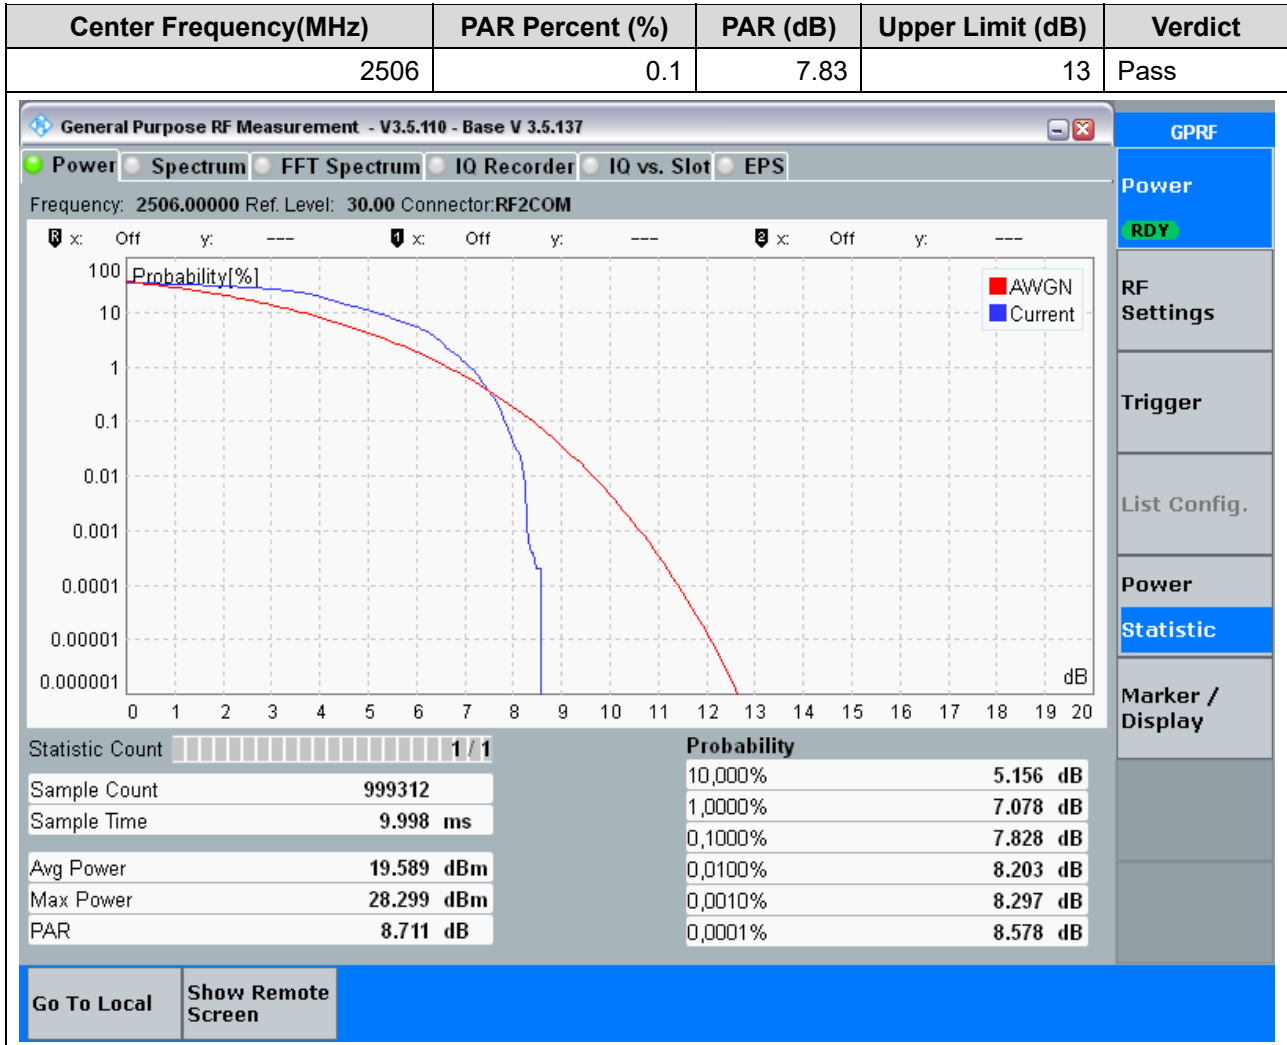 Center Frequency(MHz) PAR Percent (%) PAR (dB) Upper Limit (dB) Verdict
2506 0.1 7.83 13 Pass
General Purpose RF Measurement - V3.5.110 - Base V 3.5.137
GPRF
Power Spectrum FFT Spectrum IQ Recorder IQ vs. Slot EPS
Power
RDY
Frequency: 2506.00000 Ref. Level: 30.00 Connector:RF2COM
R x: Off y: --- 1 x: Off y: --- 2 x: Off y: ---
Probability[%]
100
10
1
0.1
0.01
0.001
0.0001
0.00001
0.000001
AWGN
Current
dB
0 1 2 3 4 5 6 7 8 9 10 11 12 13 14 15 16 17 18 19 20
RF
Settings
Trigger
List Config.
Power
Statistic
Marker /
Display
Statistic Count 1 / 1
Sample Count 999312
Sample Time 9.998 ms
Avg Power 19.589 dBm
Max Power 28.299 dBm
PAR 8.711 dB
Probability
10,000% 5.156 dB
1,0000% 7.078 dB
0,1000% 7.828 dB
0,0100% 8.203 dB
0,0010% 8.297 dB
0,0001% 8.578 dB
Go To Local
Show Remote
Screen